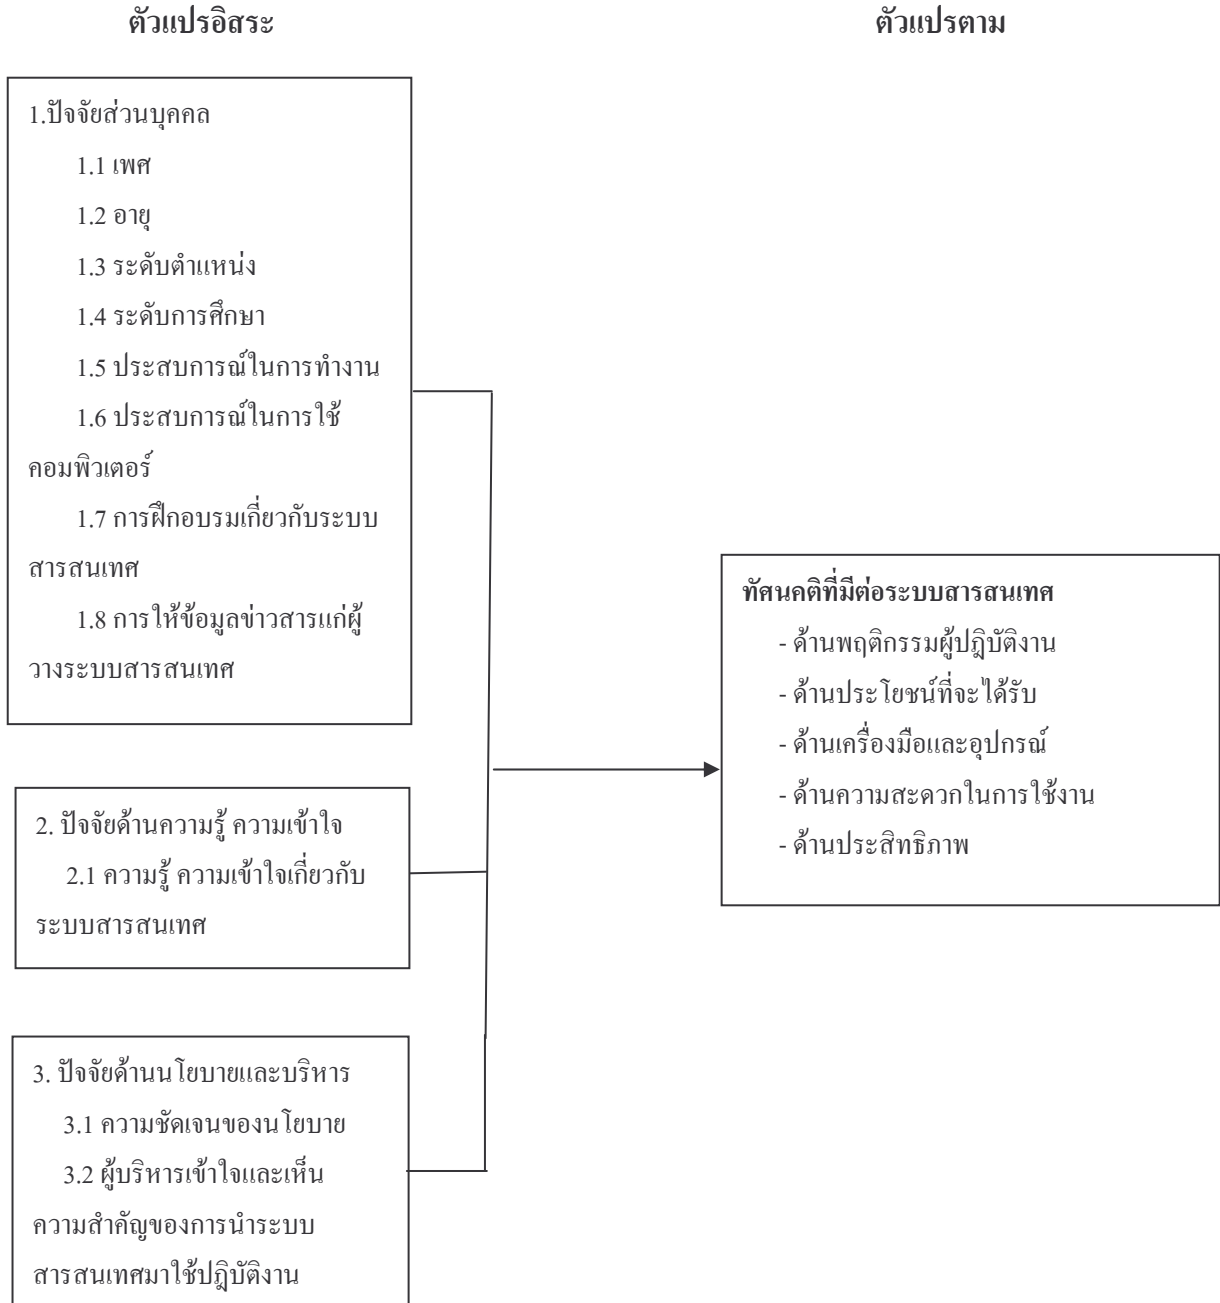 ตัวแปรอิสระ
ตัวแปรตาม
1.ปัจจัยส่วนบุคคล
1.1 เพศ
1.2 อายุ
1.3 ระดับตำแหน่ง
1.4 ระดับการศึกษา
1.5 ประสบการณ์ในการทำงาน
1.6 ประสบการณ์ในการใช้
คอมพิวเตอร์
1.7 การฝึกอบรมเกี่ยวกับระบบ
สารสนเทศ
1.8 การให้ข้อมูลข่าวสารแก่ผู้
วางระบบสารสนเทศ
2. ปัจจัยด้านความรู้ ความเข้าใจ
2.1 ความรู้ ความเข้าใจเกี่ยวกับ
ระบบสารสนเทศ
3. ปัจจัยด้านนโยบายและบริหาร
3.1 ความชัดเจนของนโยบาย
3.2 ผู้บริหารเข้าใจและเห็น
ความสำคัญของการนำระบบ
สารสนเทศมาใช้ปฎิบัติงาน
ทัศนคติที่มีต่อระบบสารสนเทศ
- ด้านพฤติกรรมผู้ปฎิบัติงาน
- ด้านประโยชน์ที่จะได้รับ
- ด้านเครื่องมือและอุปกรณ์
- ด้านความสะดวกในการใช้งาน
- ด้านประสิทธิภาพ